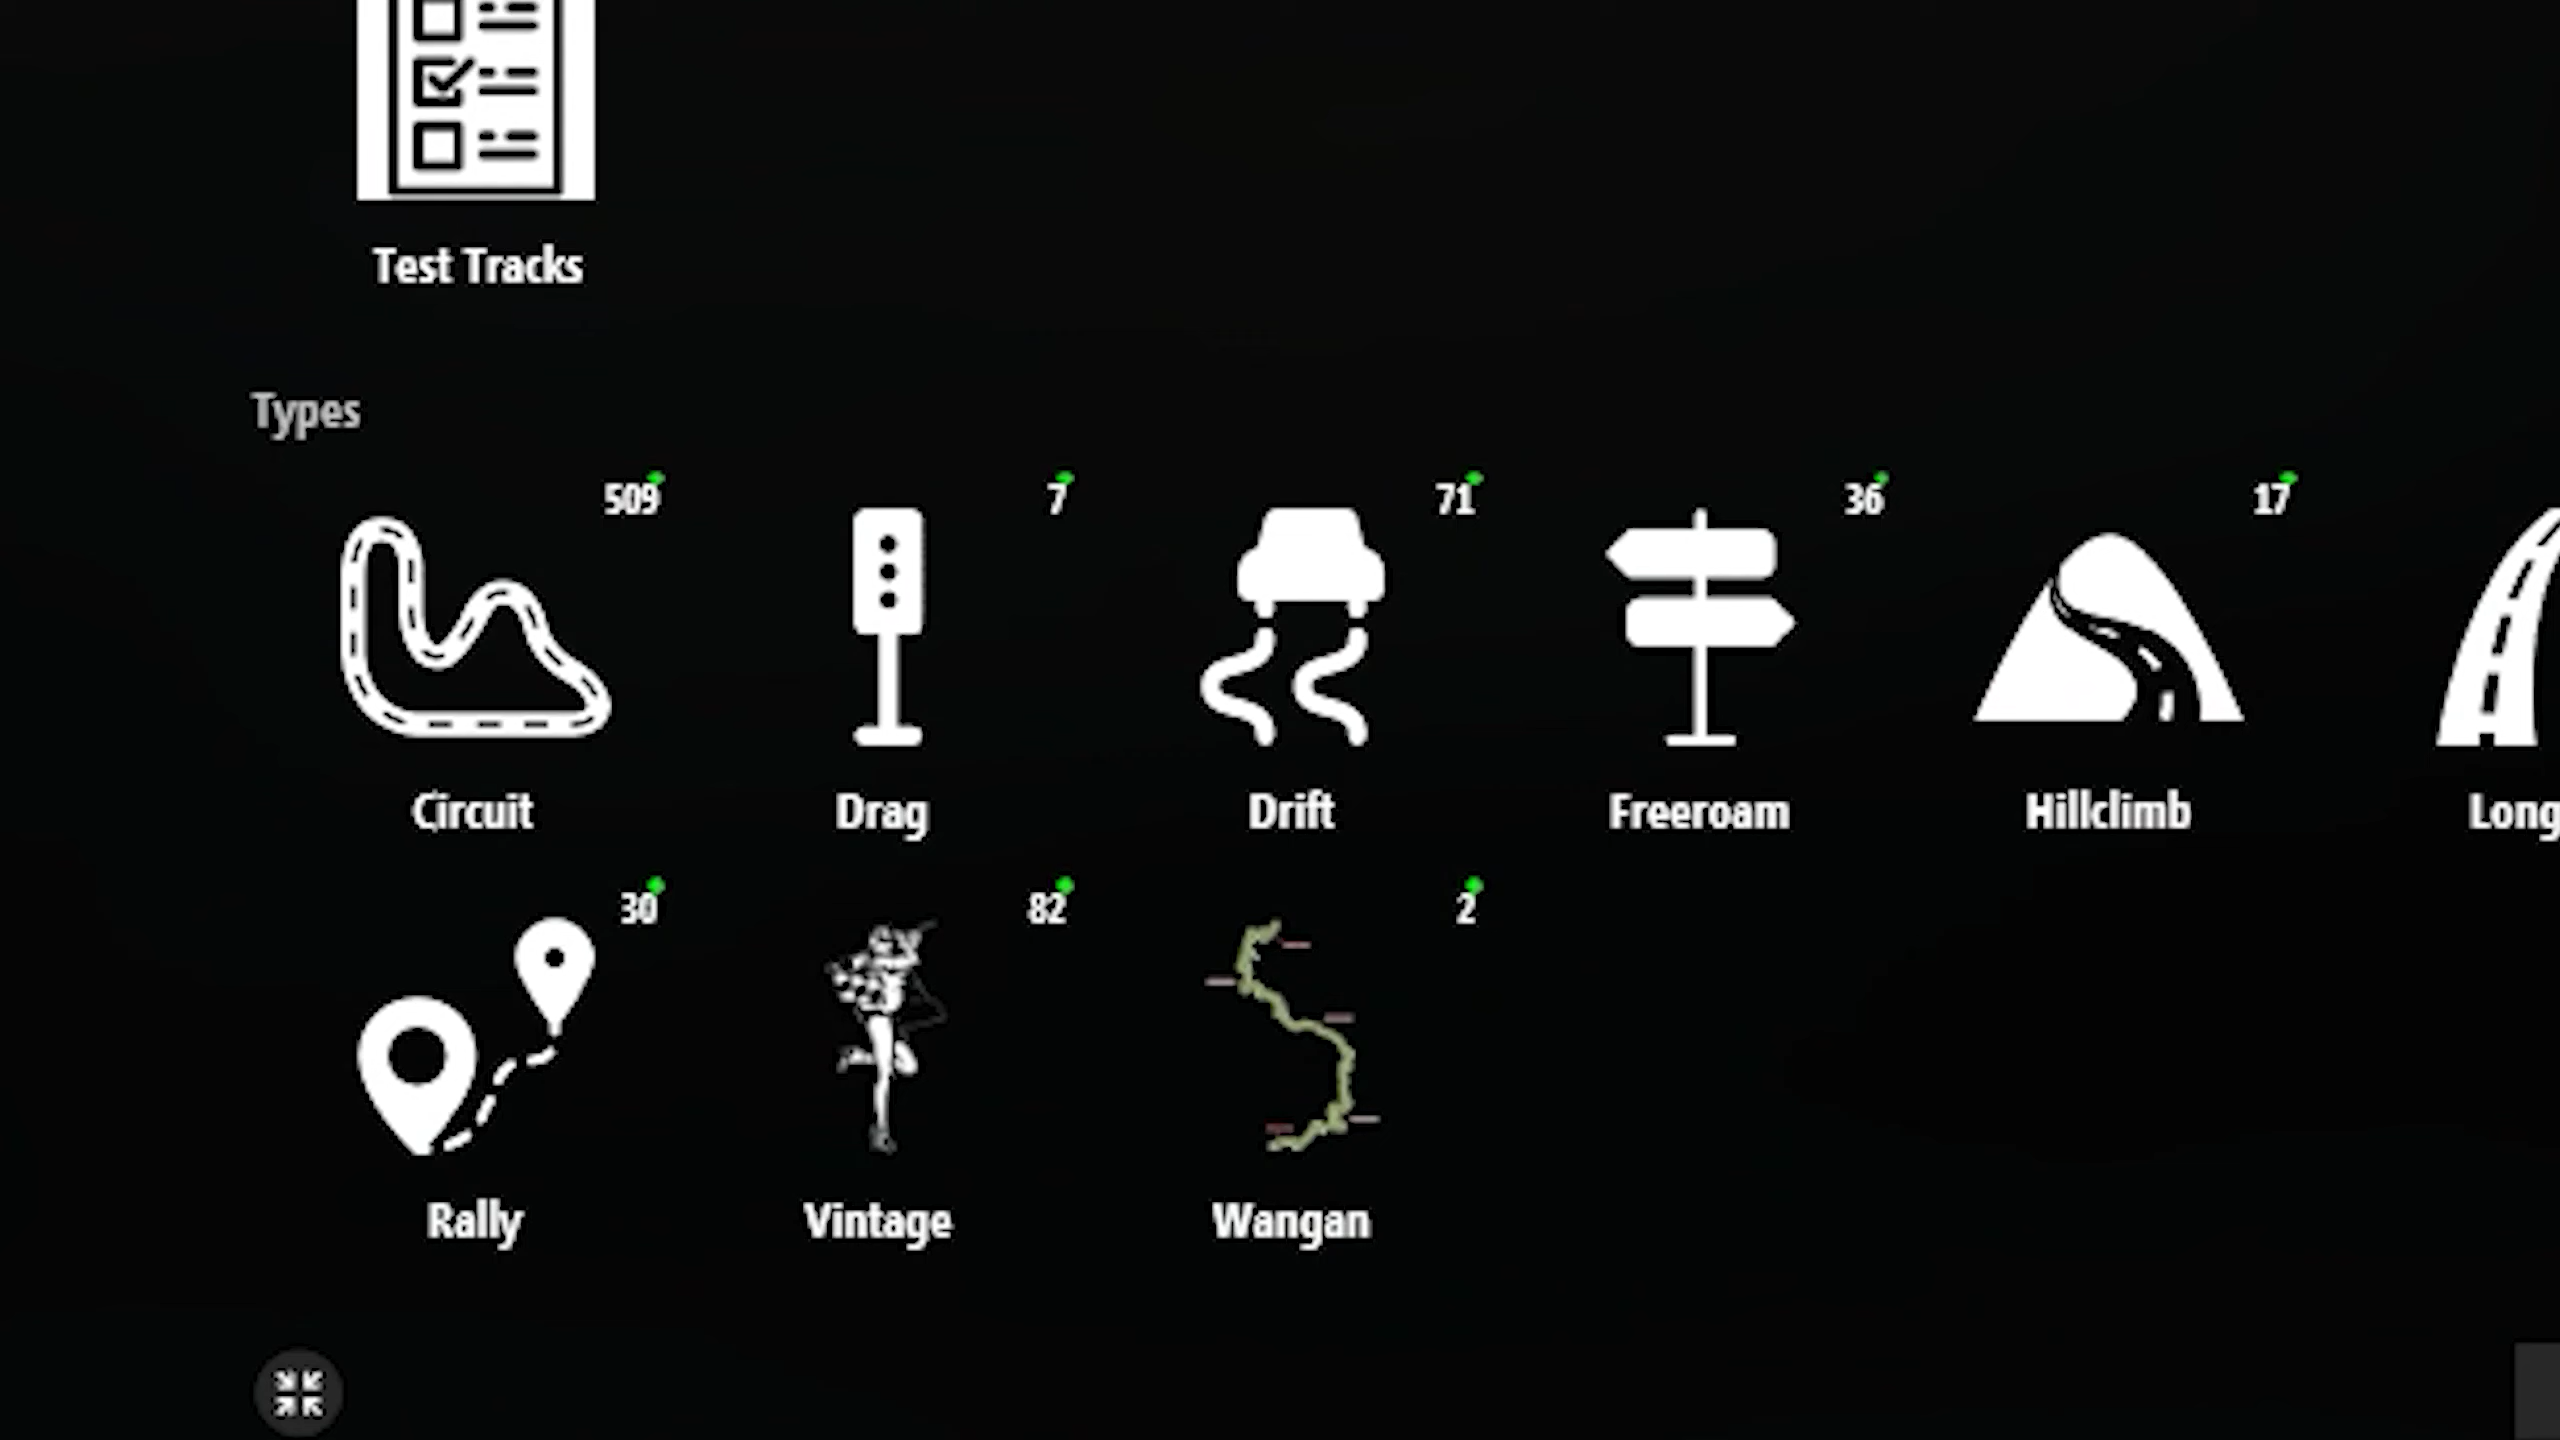 Test Tracks
Types
509 7 71 36 17
Circuit Drag Drift Freeroam Hillclimb Long
30 82 2
Rally Vintage Wangan